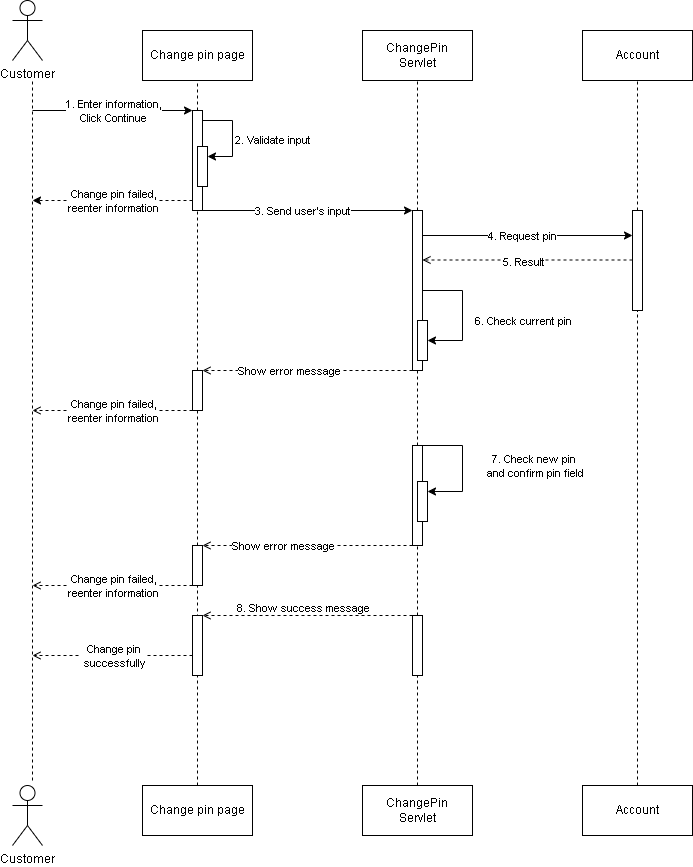 Customer
Change pin page
ChangePin
Servlet
Account
1. Enter information,
Click Continue
2. Validate input
Change pin failed,
reenter information
3. Send user's input
4. Request pin
5. Result
6. Check current pin
Show error message
Change pin failed,
reenter information
7. Check new pin
and confirm pin field
Show error message
Change pin failed,
reenter information
8. Show success message
Change pin
successfully
Customer
Change pin page
ChangePin
Servlet
Account